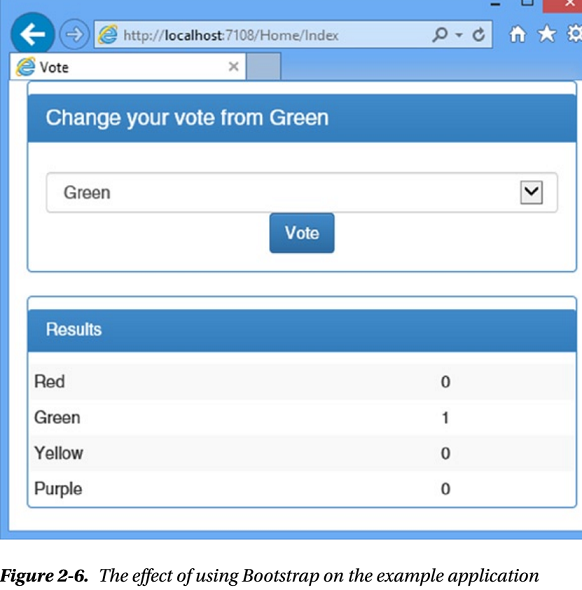 http://localhost:7108/Home/Index
Vote
Change your vote from Green
Green
Vote
Results
Red 0
Green 1
Yellow 0
Purple 0
Figure 2-6. The effect of using Bootstrap on the example application